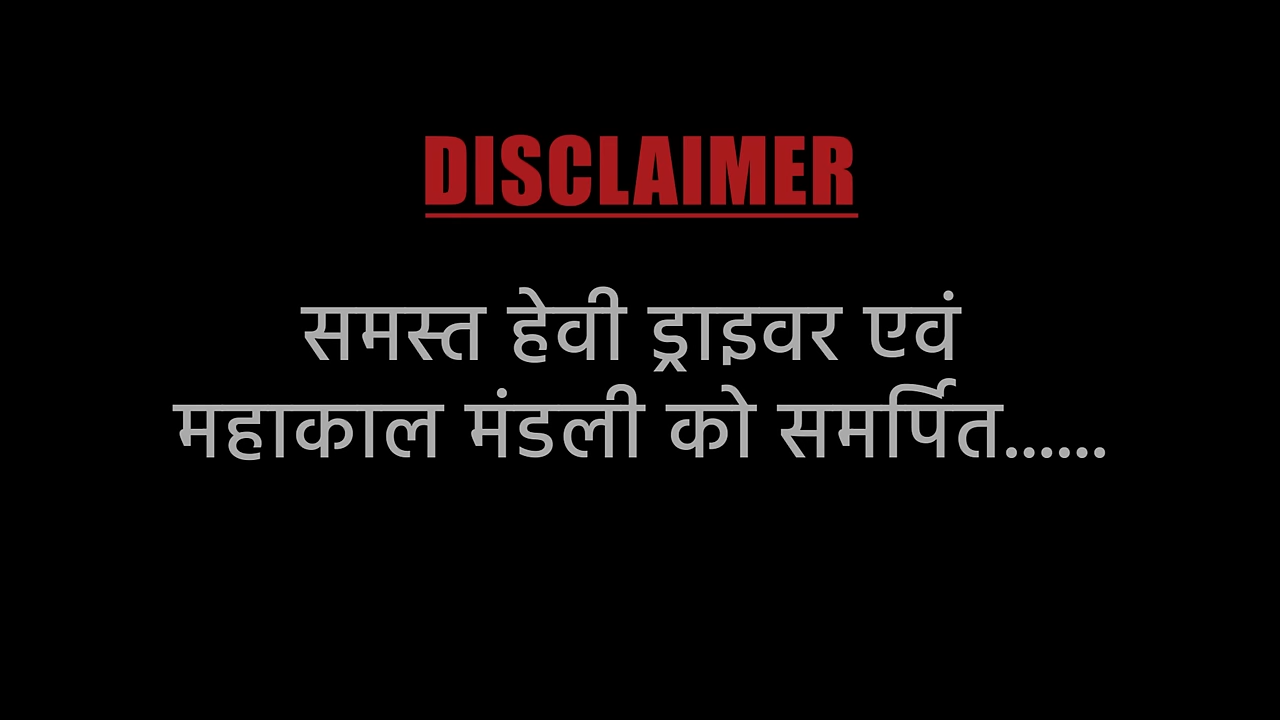 DISCLAIMER
समस्त हेवी ड्राइवर एवं
महाकाल मंडली को समर्पित......